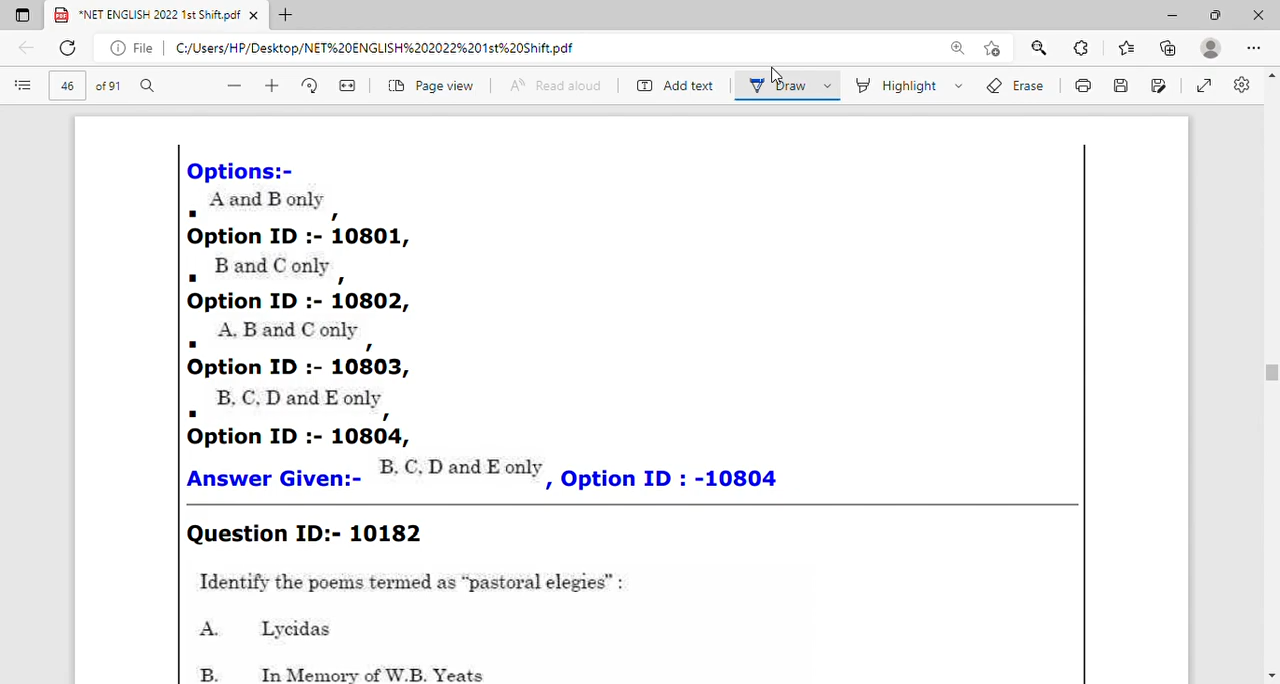 *NET ENGLISH 2022 1st Shift.pdf
File
C:/Users/HP/Desktop/NET%20ENGLISH%202022%201st%20Shift.pdf
46 of 91
Page view
Read aloud
Add text
Draw
Highlight
Erase
Options:-
A and B only ,
Option ID :- 10801,
B and C only ,
Option ID :- 10802,
A, B and C only ,
Option ID :- 10803,
B, C, D and E only ,
Option ID :- 10804,
Answer Given:- B, C, D and E only , Option ID : -10804
Question ID:- 10182
Identify the poems termed as “pastoral elegies” :
A. Lycidas
B. In Memory of W.B. Yeats